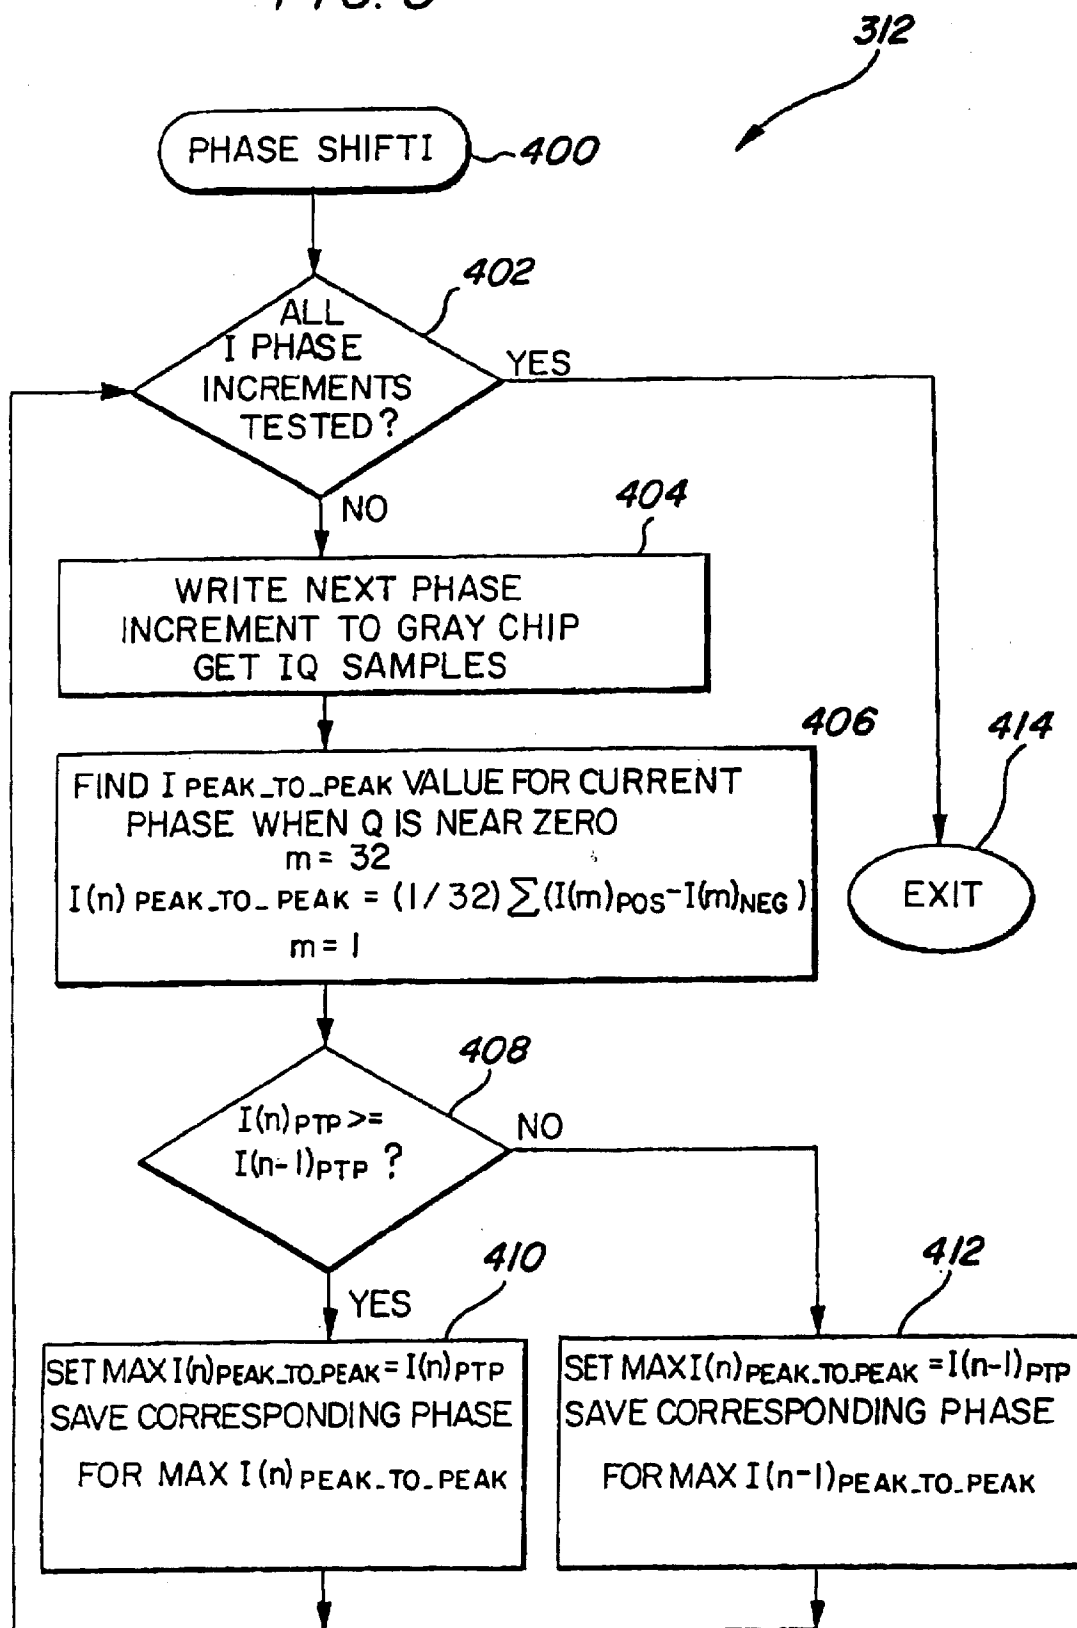 312
PHASE SHIFTI
400
402
ALL
I PHASE
INCREMENTS
TESTED?
YES
NO
404
WRITE NEXT PHASE
INCREMENT TO GRAY CHIP
GET IQ SAMPLES
406
414
FIND I PEAK_TO_PEAK VALUE FOR CURRENT
PHASE WHEN Q IS NEAR ZERO
m = 32
I(n) PEAK_TO_PEAK = (1/32) ∑(I(m)POS-I(m)NEG)
m = 1
EXIT
408
I(n)PTP >=
I(n-1)PTP ?
NO
YES
410
412
SET MAX I(n)PEAK_TO_PEAK = I(n)PTP
SAVE CORRESPONDING PHASE
FOR MAX I(n)PEAK_TO_PEAK
SET MAX I(n)PEAK_TO_PEAK = I(n-1)PTP
SAVE CORRESPONDING PHASE
FOR MAX I(n-1)PEAK_TO_PEAK